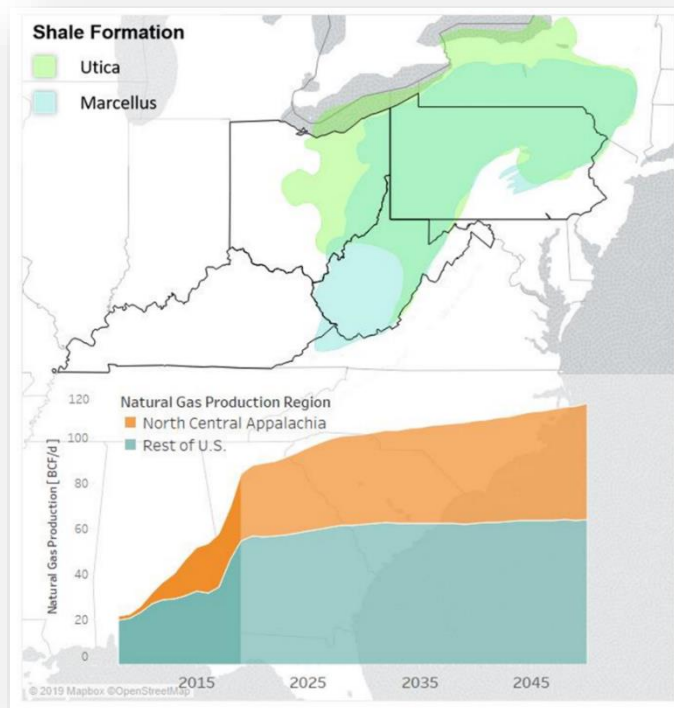 Shale Formation
Utica
Marcellus
Natural Gas Production Region
North Central Appalachia
Rest of U.S.
Natural Gas Production [BCF/d]
120
100
80
60
40
20
0
2015 2025 2035 2045
© 2019 Mapbox ©OpenStreetMap